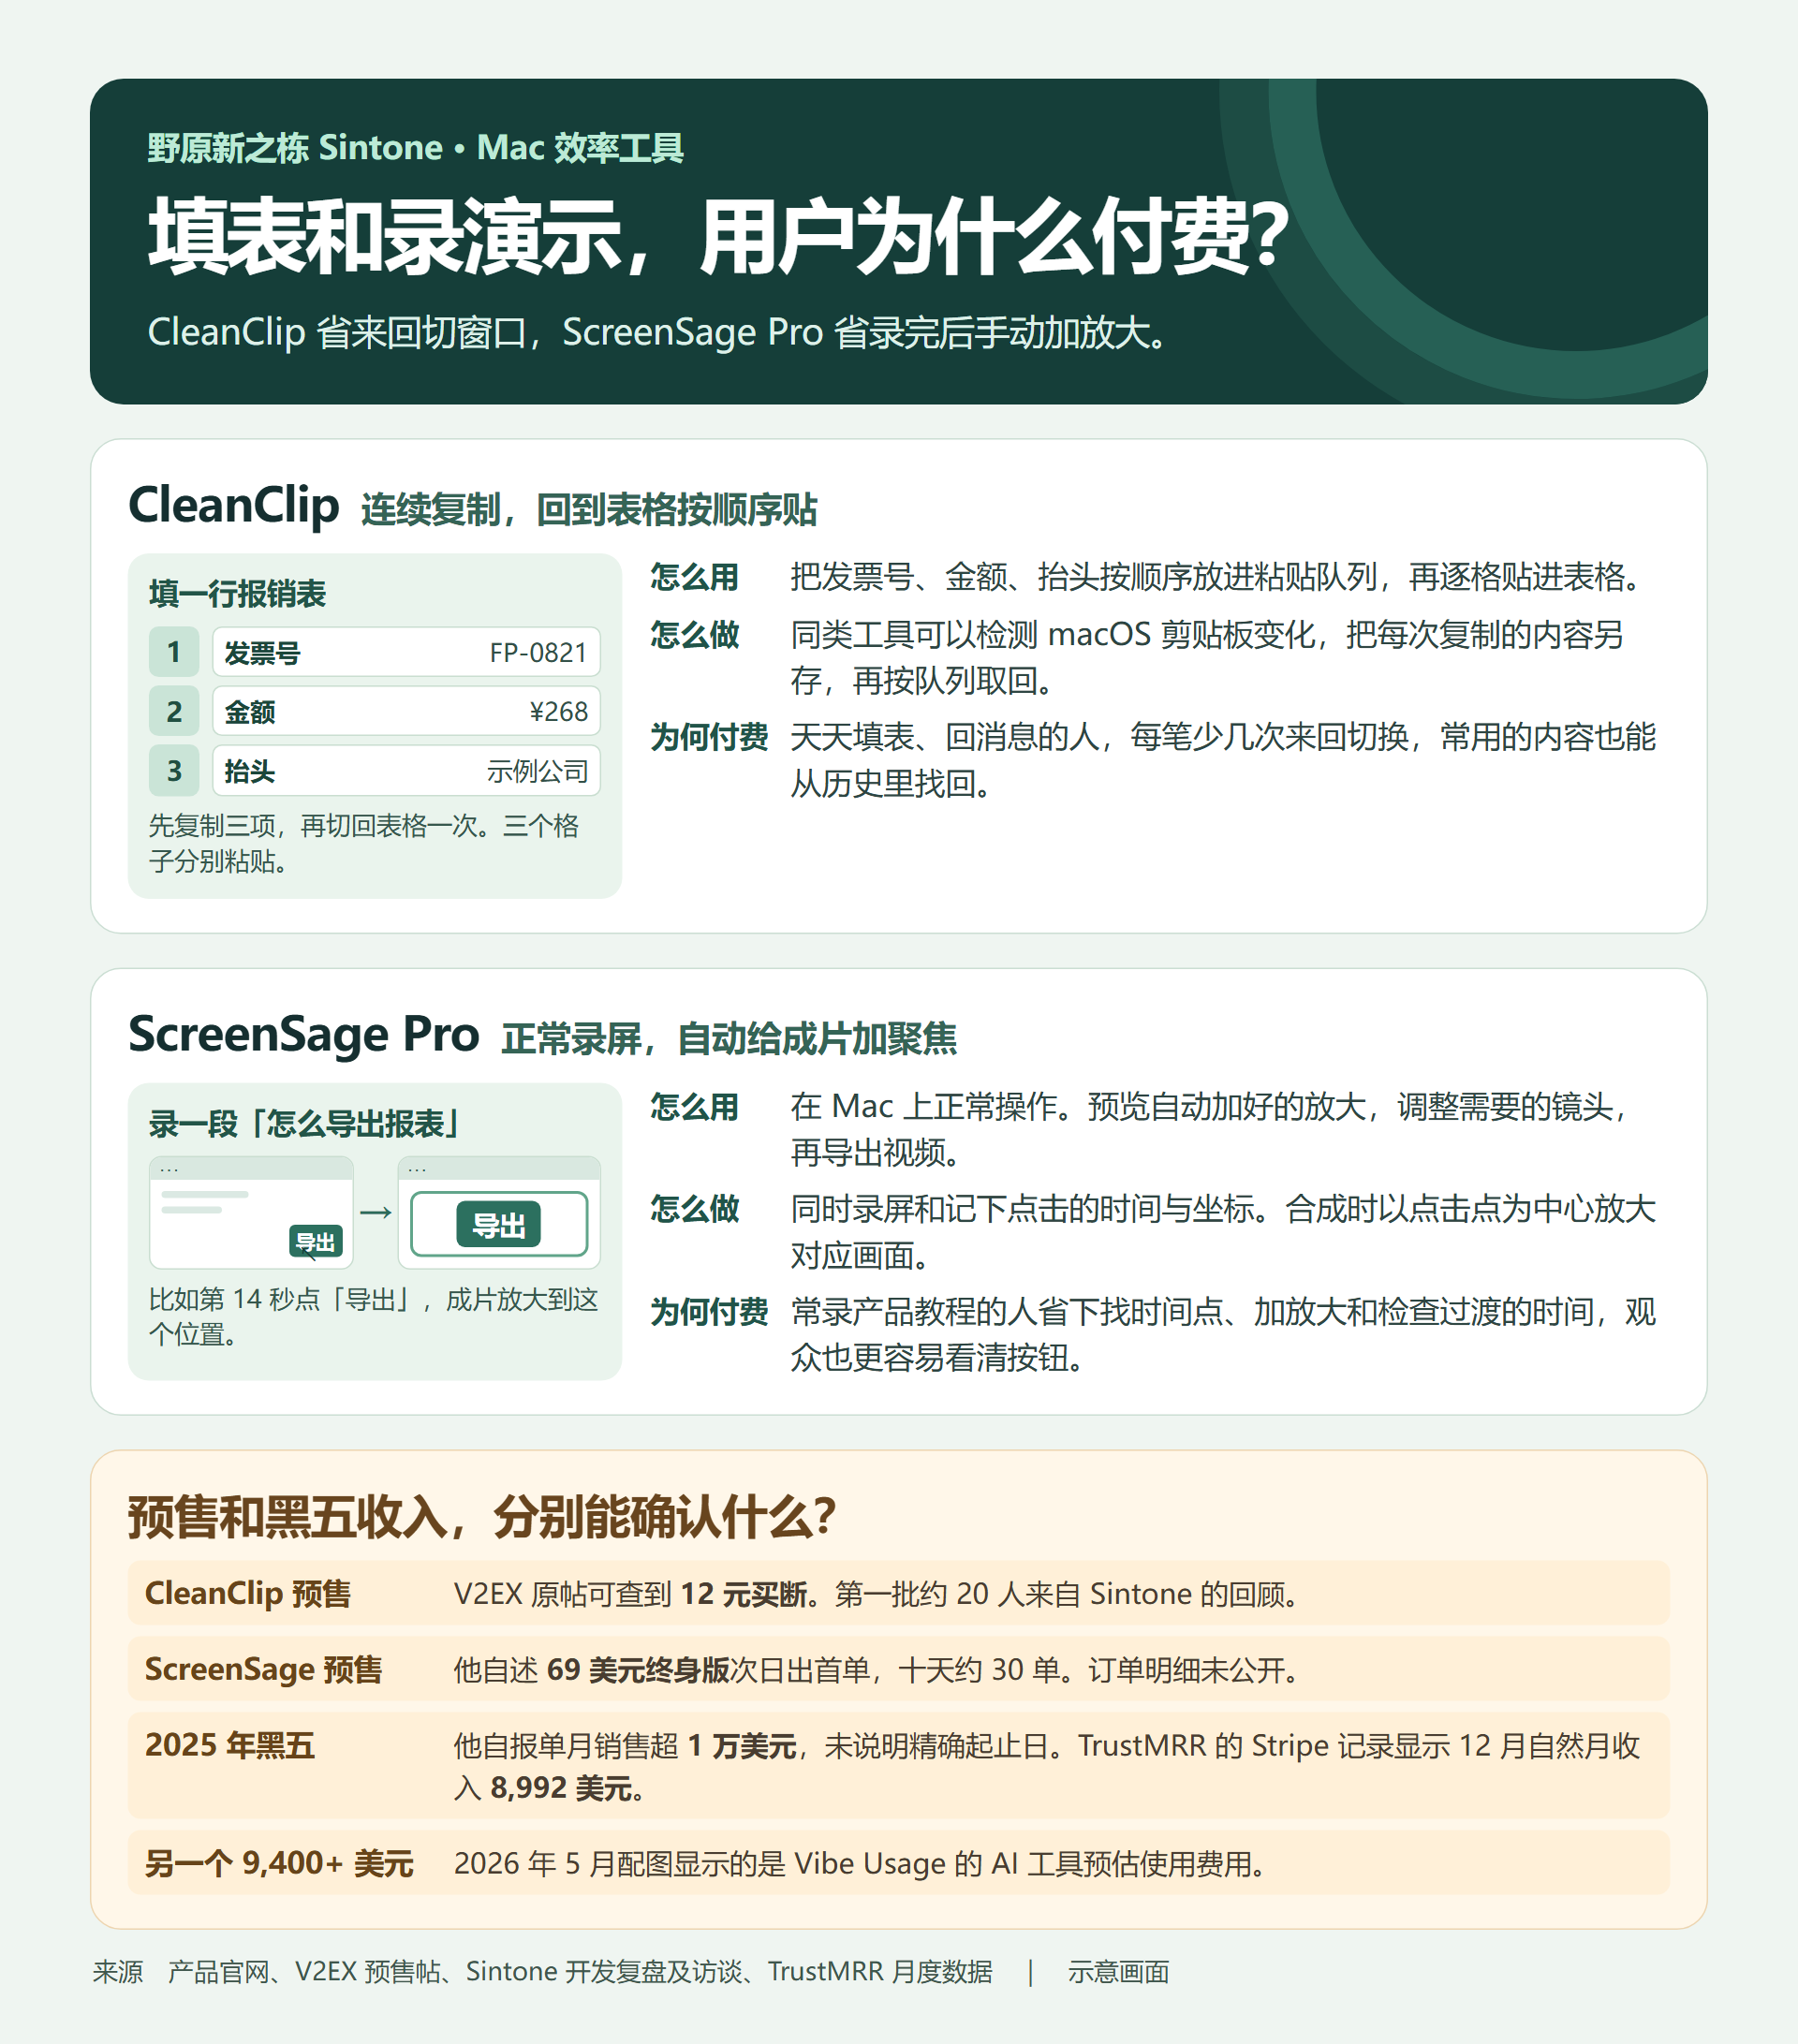 野原新之栋 Sintone • Mac 效率工具
填表和录演示，用户为什么付费？
CleanClip 省来回切窗口，ScreenSage Pro 省录完后手动加放大。
CleanClip 连续复制，回到表格按顺序贴
填一行报销表
1 发票号 FP-0821
2 金额 ¥268
3 抬头 示例公司
先复制三项，再切回表格一次。三个格
子分别粘贴。
怎么用 把发票号、金额、抬头按顺序放进粘贴队列，再逐格贴进表格。
怎么做 同类工具可以检测 macOS 剪贴板变化，把每次复制的内容另
存，再按队列取回。
为何付费 天天填表、回消息的人，每笔少几次来回切换，常用的内容也能
从历史里找回。
ScreenSage Pro 正常录屏，自动给成片加聚焦
录一段「怎么导出报表」
...
导出
→
...
导出
比如第 14 秒点「导出」，成片放大到这
个位置。
怎么用 在 Mac 上正常操作。预览自动加好的放大，调整需要的镜头，
再导出视频。
怎么做 同时录屏和记下点击的时间与坐标。合成时以点击点为中心放大
对应画面。
为何付费 常录产品教程的人省下找时间点、加放大和检查过渡的时间，观
众也更容易看清按钮。
预售和黑五收入，分别能确认什么？
CleanClip 预售 V2EX 原帖可查到 12 元买断。第一批约 20 人来自 Sintone 的回顾。
ScreenSage 预售 他自述 69 美元终身版次日出首单，十天约 30 单。订单明细未公开。
2025 年黑五 他自报单月销售超 1 万美元，未说明精确起止日。TrustMRR 的 Stripe 记录显示 12 月自然月收
入 8,992 美元。
另一个 9,400+ 美元 2026 年 5 月配图显示的是 Vibe Usage 的 AI 工具预估使用费用。
来源 产品官网、V2EX 预售帖、Sintone 开发复盘及访谈、TrustMRR 月度数据 | 示意画面